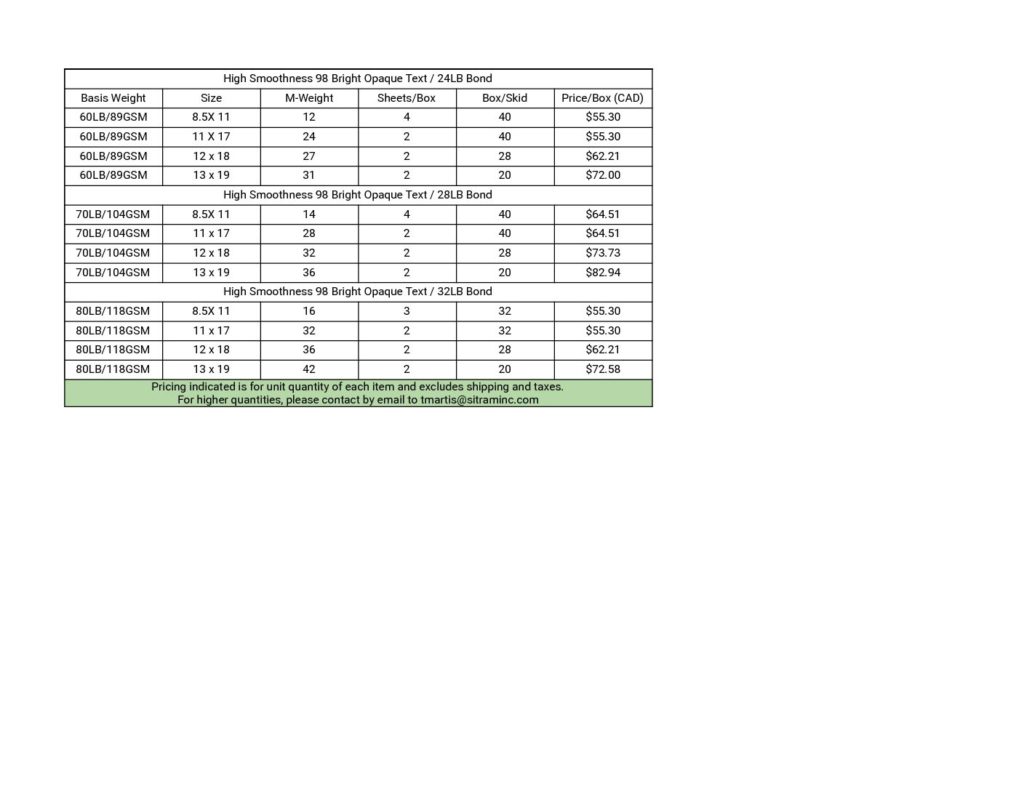 High Smoothness 98 Bright Opaque Text / 24LB Bond
Basis Weight Size M-Weight Sheets/Box Box/Skid Price/Box (CAD)
60LB/89GSM 8.5X 11 12 4 40 $55.30
60LB/89GSM 11 X 17 24 2 40 $55.30
60LB/89GSM 12 x 18 27 2 28 $62.21
60LB/89GSM 13 x 19 31 2 20 $72.00
High Smoothness 98 Bright Opaque Text / 28LB Bond
70LB/104GSM 8.5X 11 14 4 40 $64.51
70LB/104GSM 11 x 17 28 2 40 $64.51
70LB/104GSM 12 x 18 32 2 28 $73.73
70LB/104GSM 13 x 19 36 2 20 $82.94
High Smoothness 98 Bright Opaque Text / 32LB Bond
80LB/118GSM 8.5X 11 16 3 32 $55.30
80LB/118GSM 11 x 17 32 2 32 $55.30
80LB/118GSM 12 x 18 36 2 28 $62.21
80LB/118GSM 13 x 19 42 2 20 $72.58
Pricing indicated is for unit quantity of each item and excludes shipping and taxes.
For higher quantities, please contact by email to tmartis@sitraminc.com